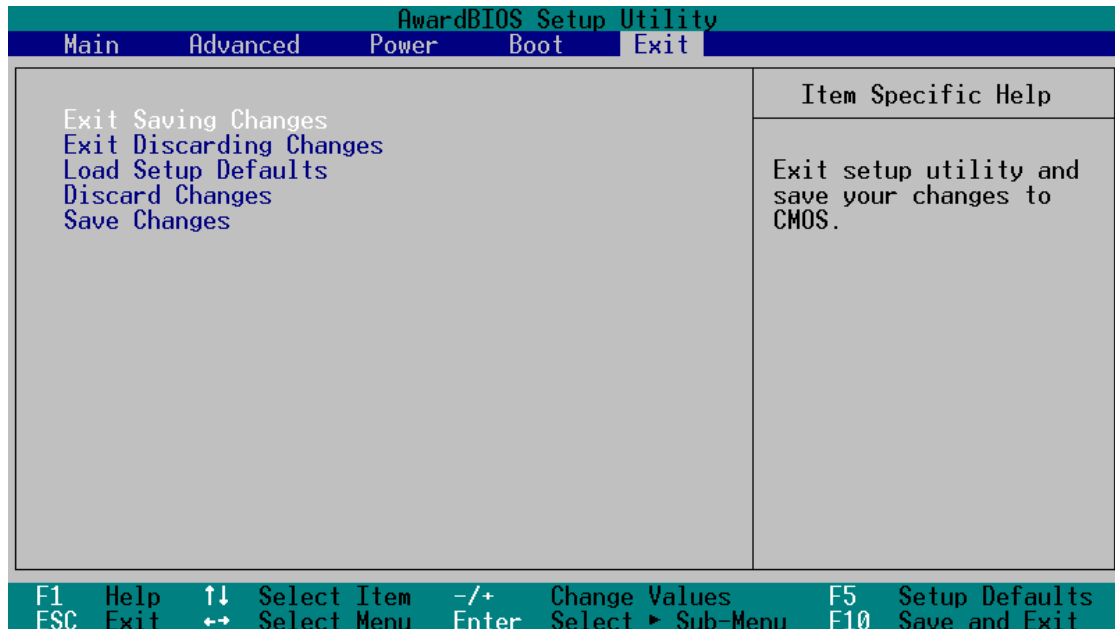 AwardBIOS Setup Utility
Main Advanced Power Boot Exit
Item Specific Help
Exit Saving Changes
Exit Discarding Changes
Load Setup Defaults
Discard Changes
Save Changes
Exit setup utility and
save your changes to
CMOS.
F1 Help ↑↓ Select Item -/+ Change Values F5 Setup Defaults
ESC Exit ←→ Select Menu Enter Select ► Sub-Menu F10 Save and Exit